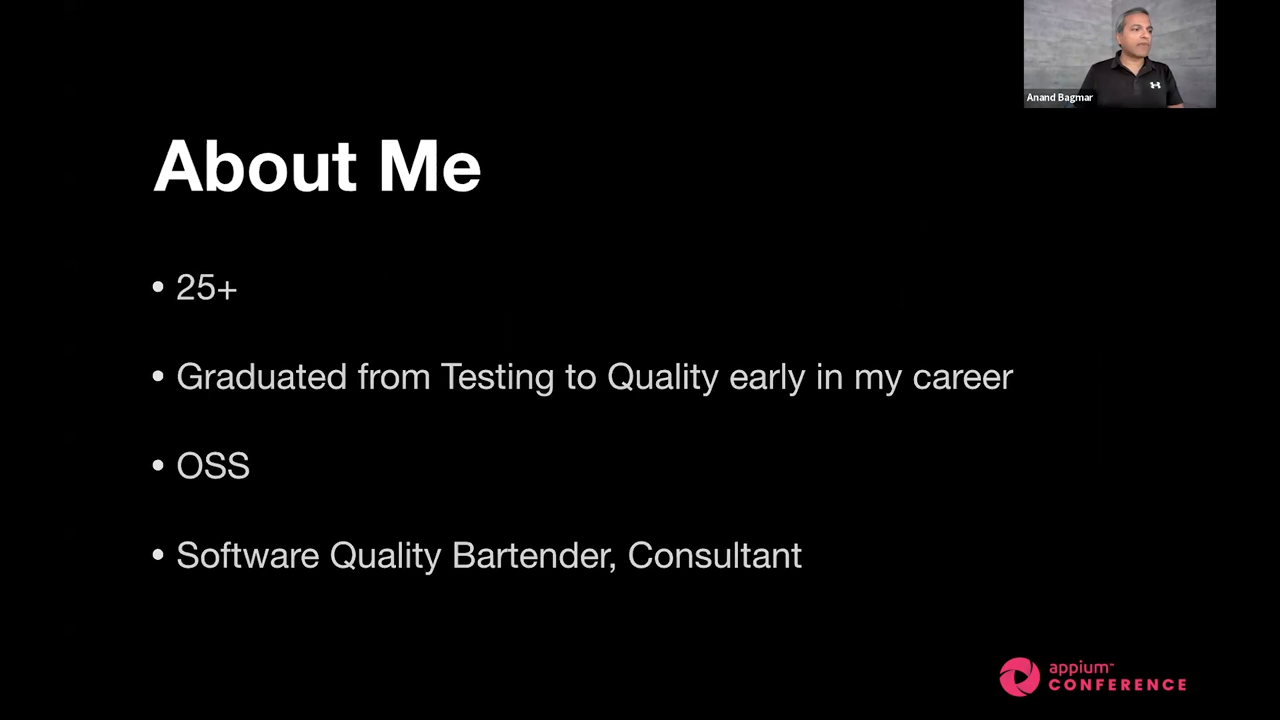 Anand Bagmar
About Me
• 25+
• Graduated from Testing to Quality early in my career
• OSS
• Software Quality Bartender, Consultant
appium™
CONFERENCE